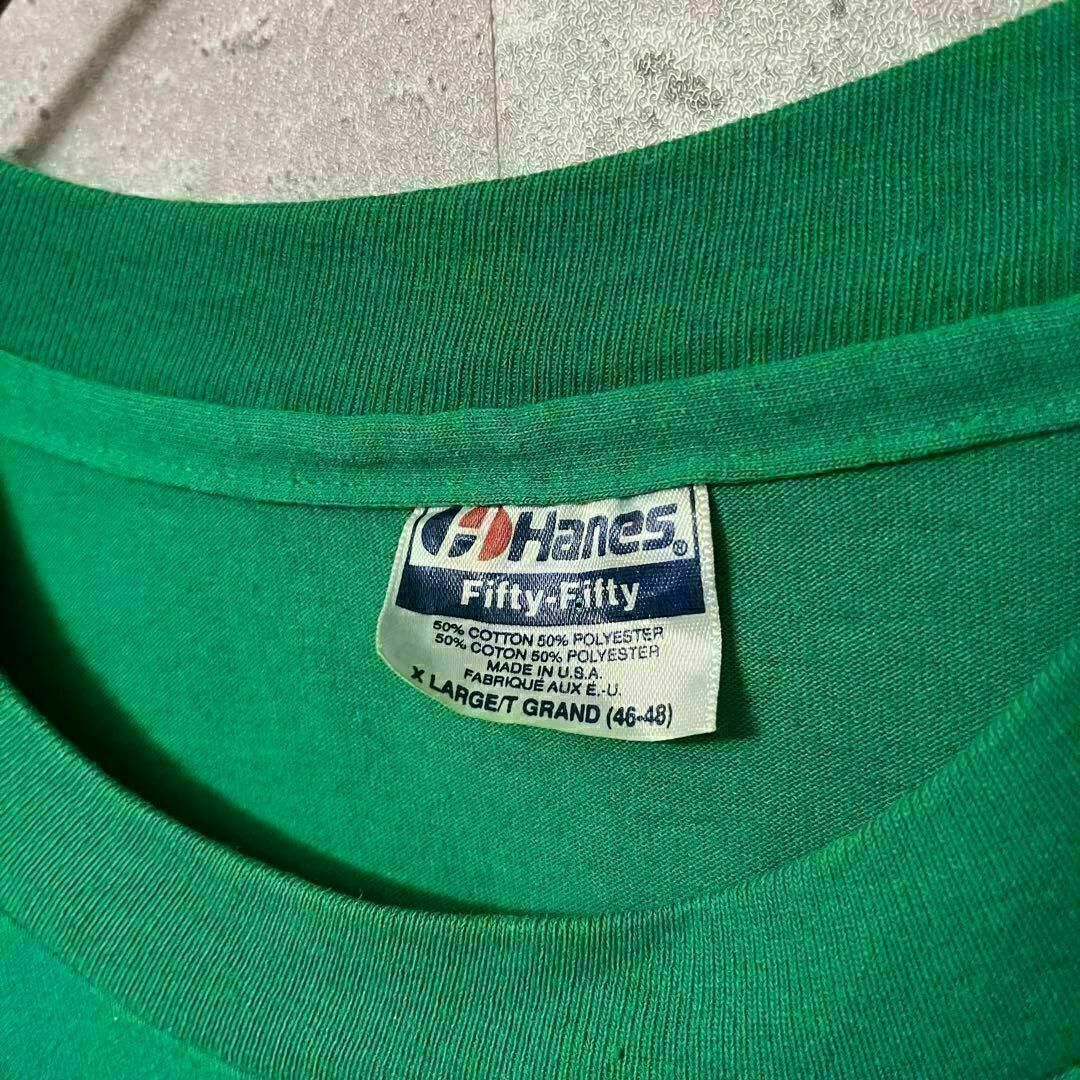 Hanes®
Fifty-Fifty
50% COTTON 50% POLYESTER
50% COTON 50% POLYESTER
MADE IN U.S.A.
FABRIQUÉ AUX É.-U.
X LARGE/T GRAND (46-48)